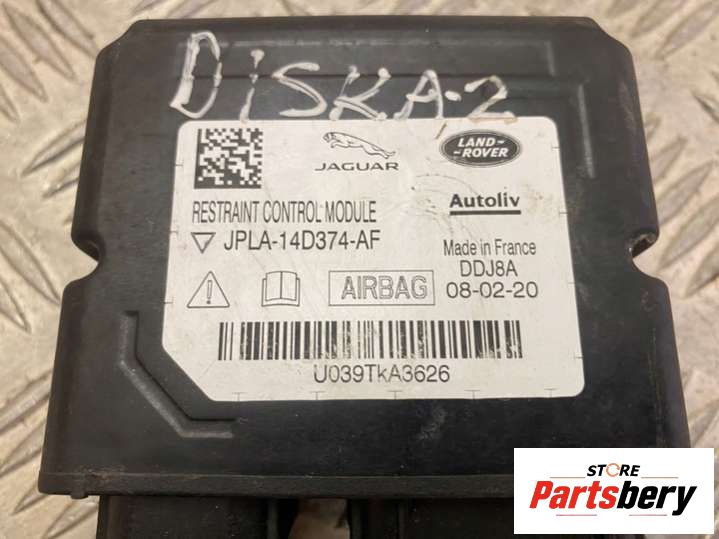 DiSKA-2
JAGUAR
LAND-
-ROVER
RESTRAINT CONTROL MODULE
JPLA-14D374-AF
Autoliv
Made in France
DDJ8A
AIRBAG
08-02-20
U039TkA3626
STORE
Partsbery